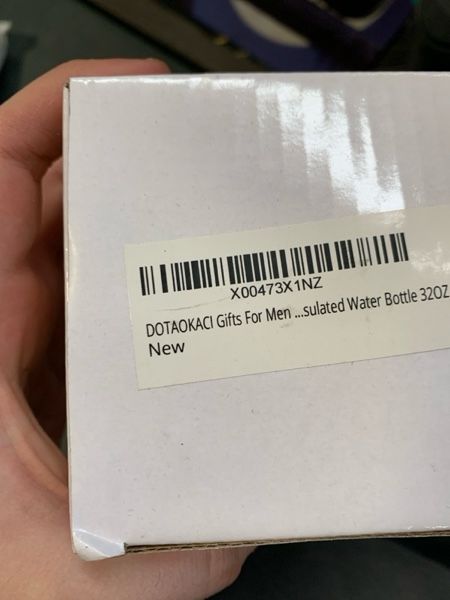 X00473X1NZ
DOTAOKACI Gifts For Men ...sulated Water Bottle 32OZ
New